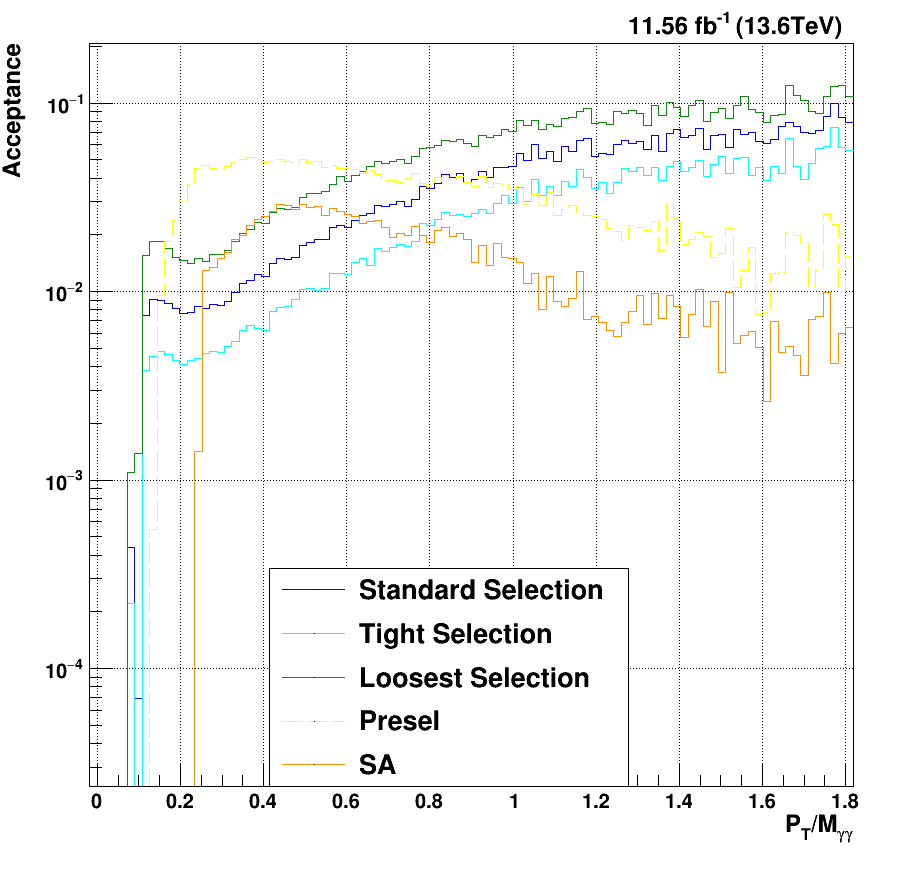 11.56 fb⁻¹ (13.6TeV)
Acceptance
10⁻¹
10⁻²
10⁻³
10⁻⁴
Standard Selection
Tight Selection
Loosest Selection
Presel
SA
0 0.2 0.4 0.6 0.8 1 1.2 1.4 1.6 1.8
P_T/M_γγ